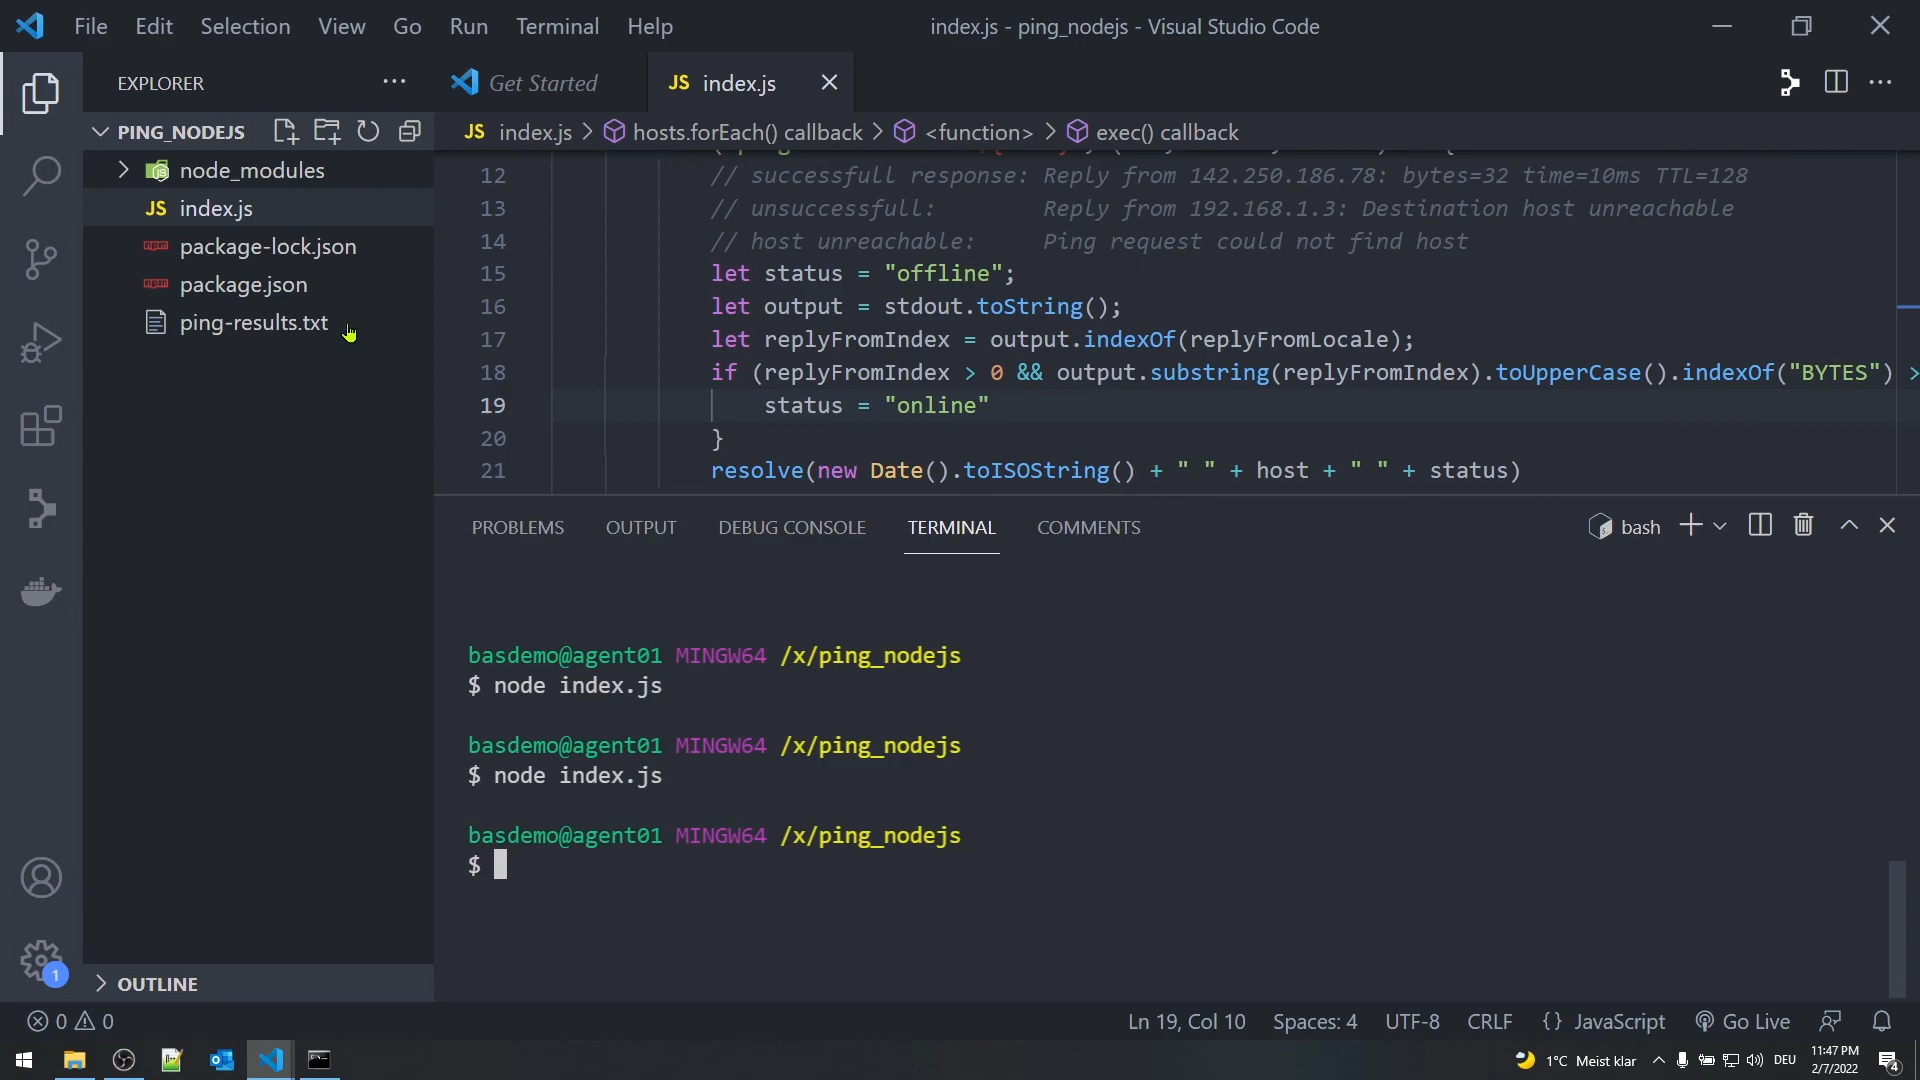 File Edit Selection View Go Run Terminal Help
index.js - ping_nodejs - Visual Studio Code
EXPLORER
Get Started
JS index.js
PING_NODEJS
JS index.js > hosts.forEach() callback > <function> > exec() callback
node_modules
JS index.js
package-lock.json
package.json
ping-results.txt
12 // successfull response: Reply from 142.250.186.78: bytes=32 time=10ms TTL=128
13 // unsuccessfull: Reply from 192.168.1.3: Destination host unreachable
14 // host unreachable: Ping request could not find host
15 let status = "offline";
16 let output = stdout.toString();
17 let replyFromIndex = output.indexOf(replyFromLocale);
18 if (replyFromIndex > 0 && output.substring(replyFromIndex).toUpperCase().indexOf("BYTES") >
19 status = "online"
20 }
21 resolve(new Date().toISOString() + " " + host + " " + status)
PROBLEMS OUTPUT DEBUG CONSOLE TERMINAL COMMENTS
bash
basdemo@agent01 MINGW64 /x/ping_nodejs
$ node index.js
basdemo@agent01 MINGW64 /x/ping_nodejs
$ node index.js
basdemo@agent01 MINGW64 /x/ping_nodejs
$
1
OUTLINE
0 0
Ln 19, Col 10 Spaces: 4 UTF-8 CRLF {} JavaScript Go Live
1°C Meist klar
DEU
11:47 PM
2/7/2022
4